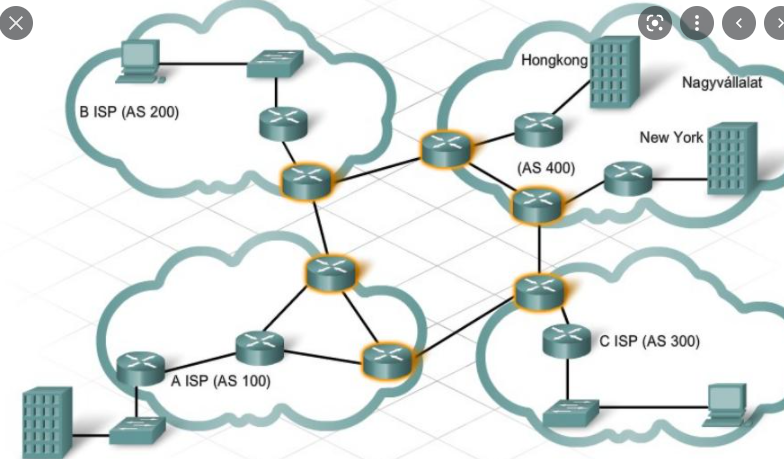 Hongkong
Nagyvállalat
B ISP (AS 200)
New York
(AS 400)
C ISP (AS 300)
A ISP (AS 100)